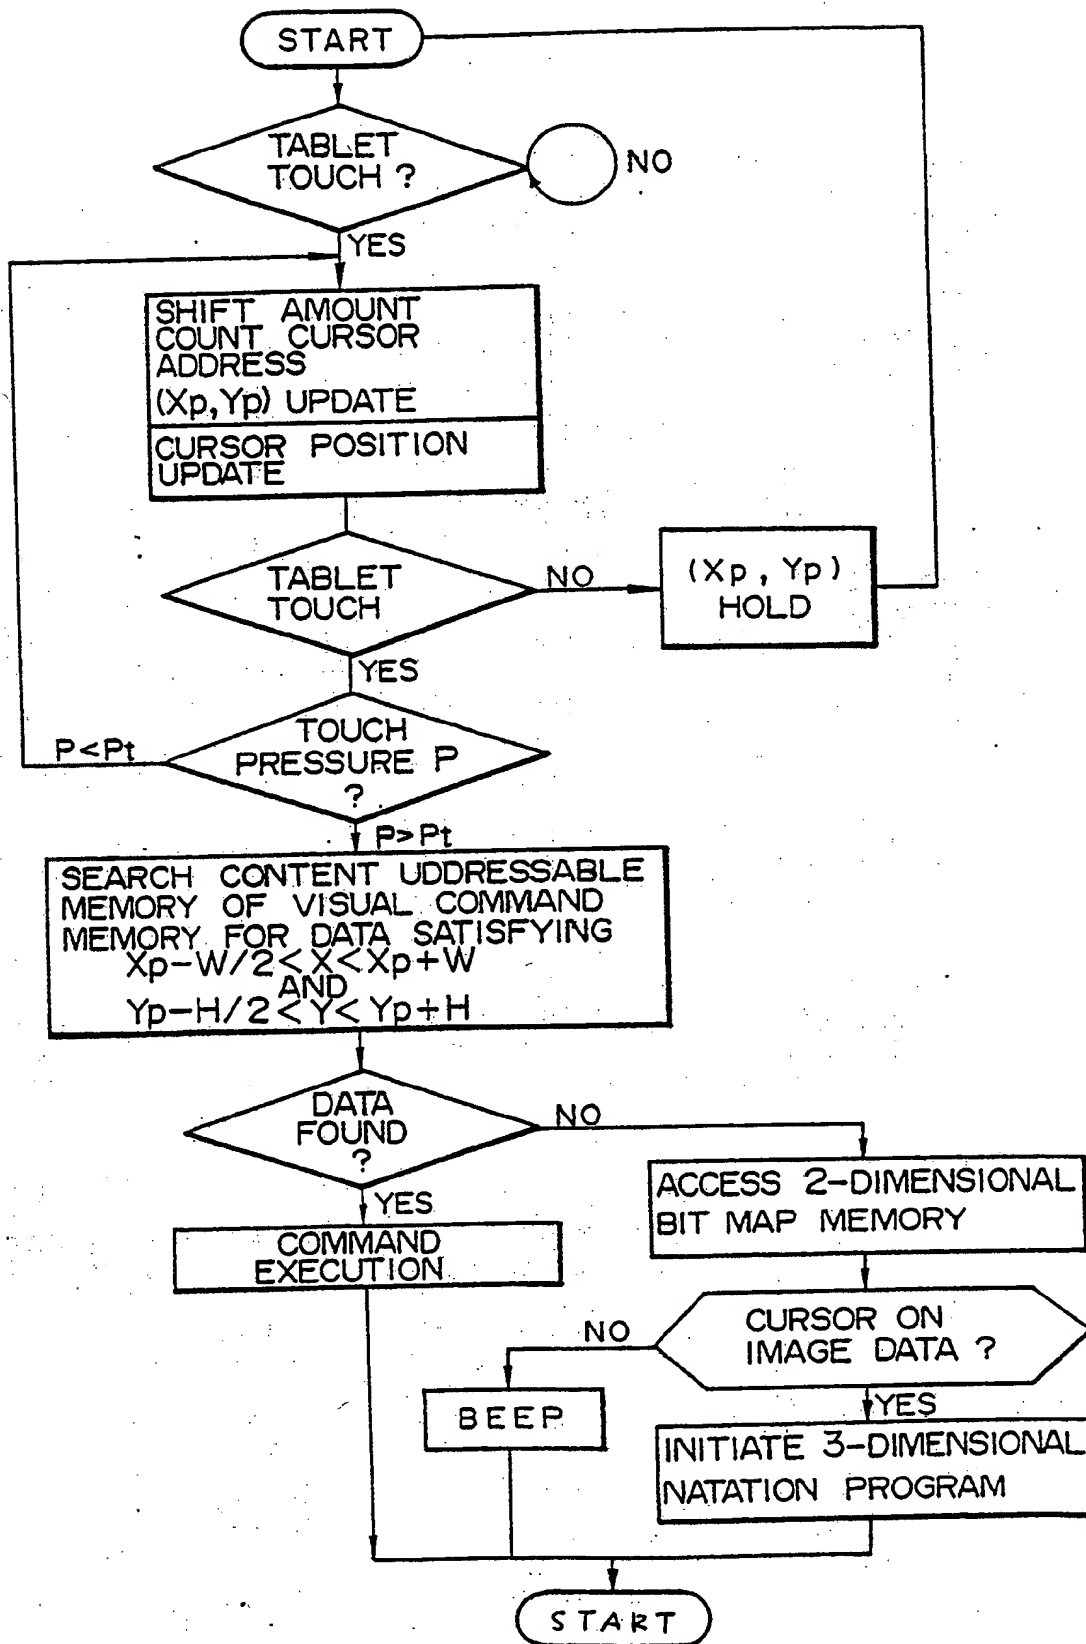 START
TABLET
TOUCH ?
NO
YES
SHIFT AMOUNT
COUNT CURSOR
ADDRESS
(Xp,Yp) UPDATE
CURSOR POSITION
UPDATE
TABLET
TOUCH
NO
(Xp, Yp)
HOLD
YES
TOUCH
PRESSURE P
?
P<Pt
P>Pt
SEARCH CONTENT UDDRESSABLE
MEMORY OF VISUAL COMMAND
MEMORY FOR DATA SATISFYING
Xp-W/2<X<Xp+W
AND
Yp-H/2<Y<Yp+H
DATA
FOUND
?
NO
YES
COMMAND
EXECUTION
ACCESS 2-DIMENSIONAL
BIT MAP MEMORY
CURSOR ON
IMAGE DATA ?
NO
BEEP
YES
INITIATE 3-DIMENSIONAL
NATATION PROGRAM
START